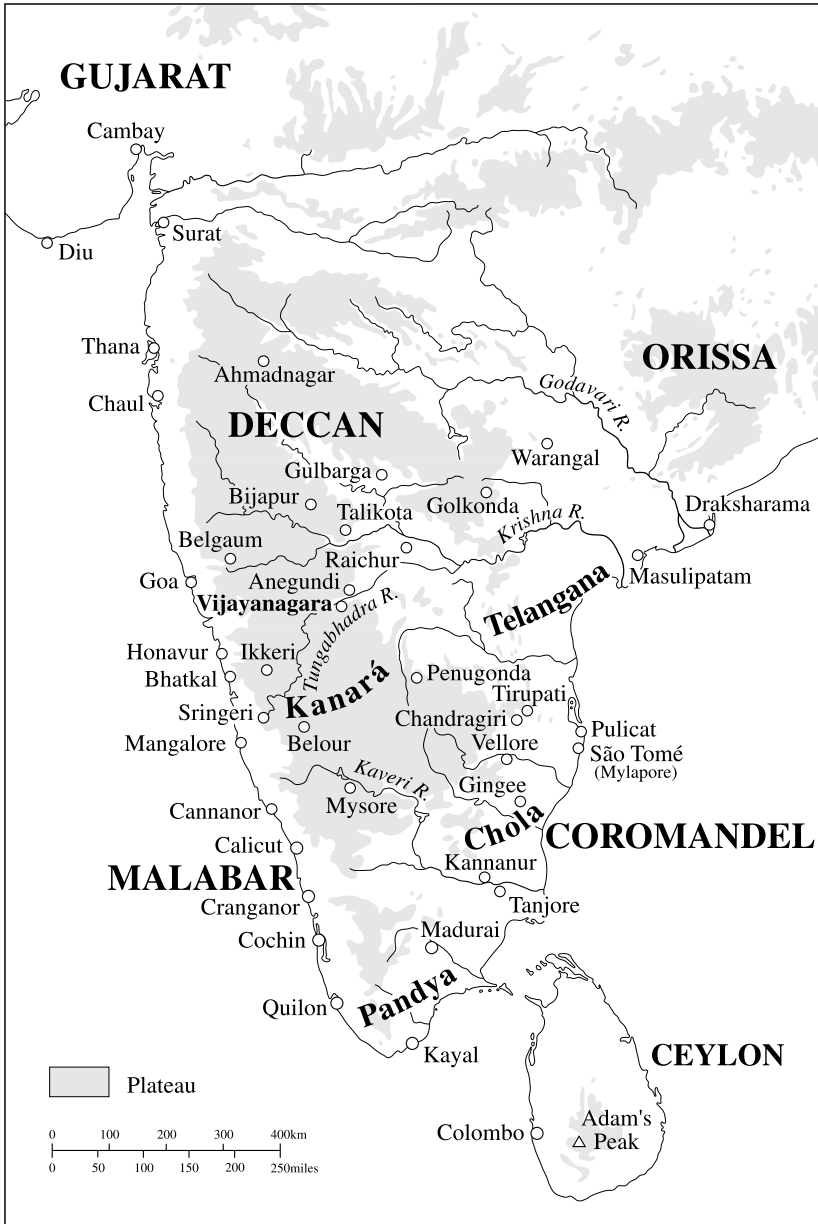 GUJARAT
Cambay
Diu
Surat
Thana
Chaul
Ahmadnagar
DECCAN
ORISSA
Godavari R.
Warangal
Gulbarga
Bijapur
Talikota
Golkonda
Krishna R.
Draksharama
Belgaum
Raichur
Masulipatam
Goa
Anegundi
Vijayanagara
Telangana
Tungabhadra R.
Honavur
Ikkeri
Bhatkal
Kanará
Penugonda
Tirupati
Sringeri
Chandragiri
Belour
Pulicat
Mangalore
Vellore
São Tomé
(Mylapore)
Kaveri R.
Mysore
Gingee
Cannanor
Chola
COROMANDEL
Calicut
Kannanur
MALABAR
Cranganor
Tanjore
Cochin
Madurai
Pandya
Quilon
Kayal
CEYLON
Plateau
Adam's
Peak
Colombo
0 100 200 300 400km
0 50 100 150 200 250miles